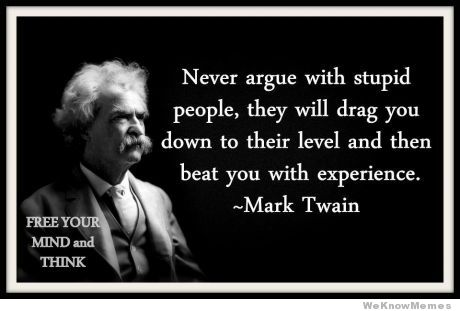 Never argue with stupid
people, they will drag you
down to their level and then
beat you with experience.
~Mark Twain
FREE YOUR
MIND and
THINK
WeKnowMemes